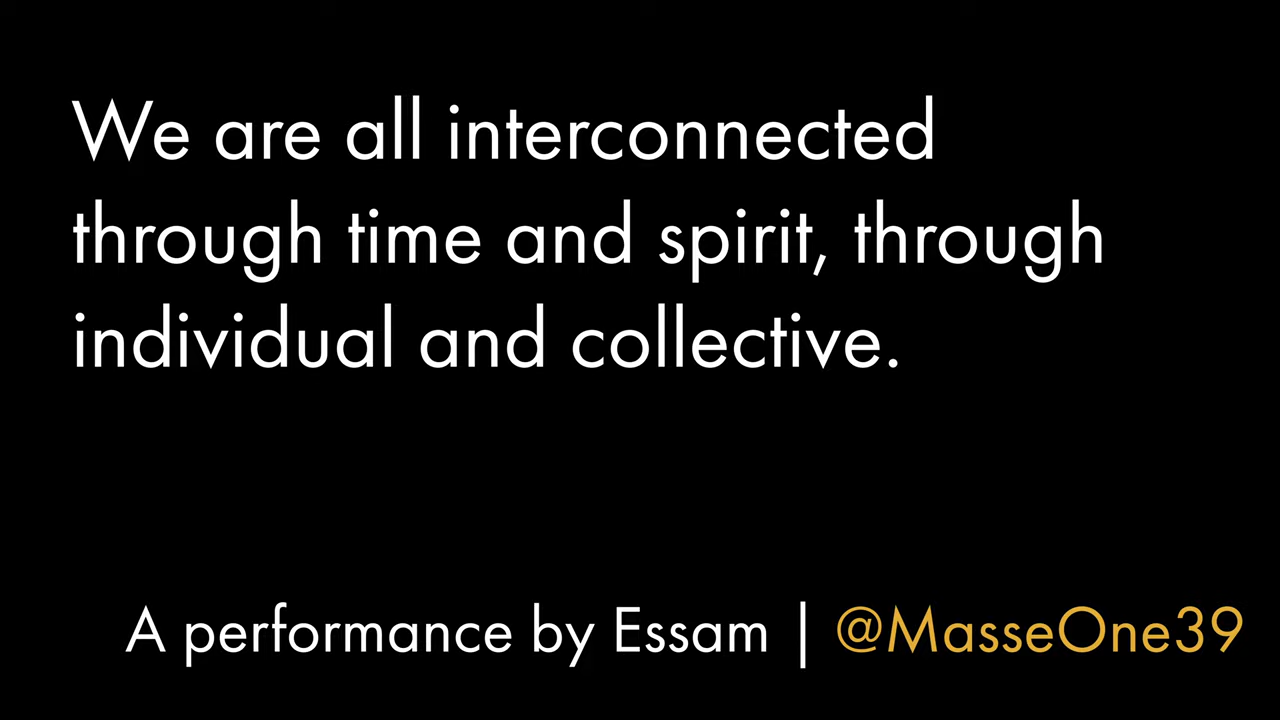 We are all interconnected
through time and spirit, through
individual and collective.
A performance by Essam | @MasseOne39